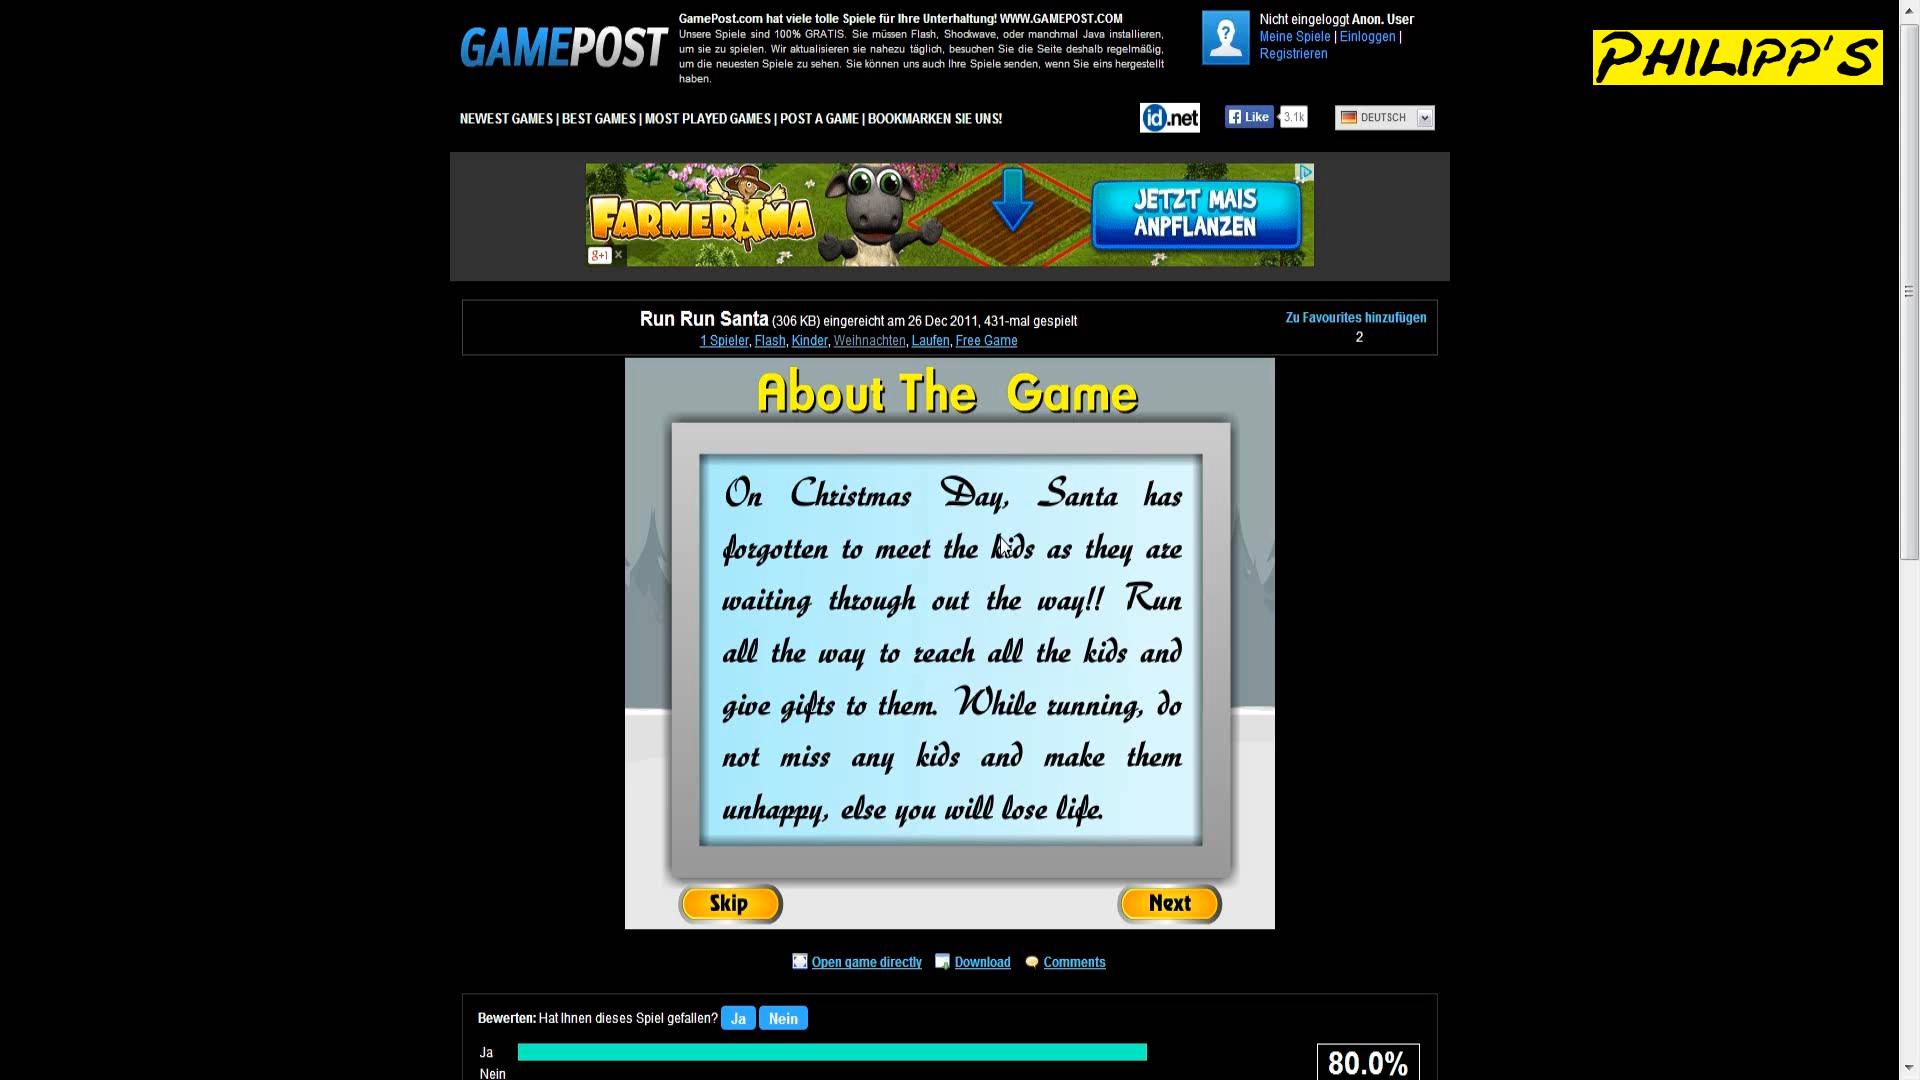 GAMEPOST
GamePost.com hat viele tolle Spiele für Ihre Unterhaltung! WWW.GAMEPOST.COM
Unsere Spiele sind 100% GRATIS. Sie müssen Flash, Shockwave, oder manchmal Java installieren,
um sie zu spielen. Wir aktualisieren sie nahezu täglich, besuchen Sie die Seite deshalb regelmäßig,
um die neuesten Spiele zu sehen. Sie können uns auch Ihre Spiele senden, wenn Sie eins hergestellt
haben.
Nicht eingeloggt Anon. User
Meine Spiele | Einloggen |
Registrieren
PHILIPP'S
NEWEST GAMES | BEST GAMES | MOST PLAYED GAMES | POST A GAME | BOOKMARKEN SIE UNS!
id.net
Like
3.1k
DEUTSCH
FARMERAMA
JETZT MAIS
ANPFLANZEN
g+1
Run Run Santa (306 KB) eingereicht am 26 Dec 2011, 431-mal gespielt
1 Spieler, Flash, Kinder, Weihnachten, Laufen, Free Game
Zu Favourites hinzufügen
2
About The Game
On Christmas Day, Santa has
forgotten to meet the kids as they are
waiting through out the way!! Run
all the way to reach all the kids and
give gifts to them. While running, do
not miss any kids and make them
unhappy, else you will lose life.
Skip
Next
Open game directly
Download
Comments
Bewerten: Hat Ihnen dieses Spiel gefallen? Ja Nein
Ja
Nein
80.0%